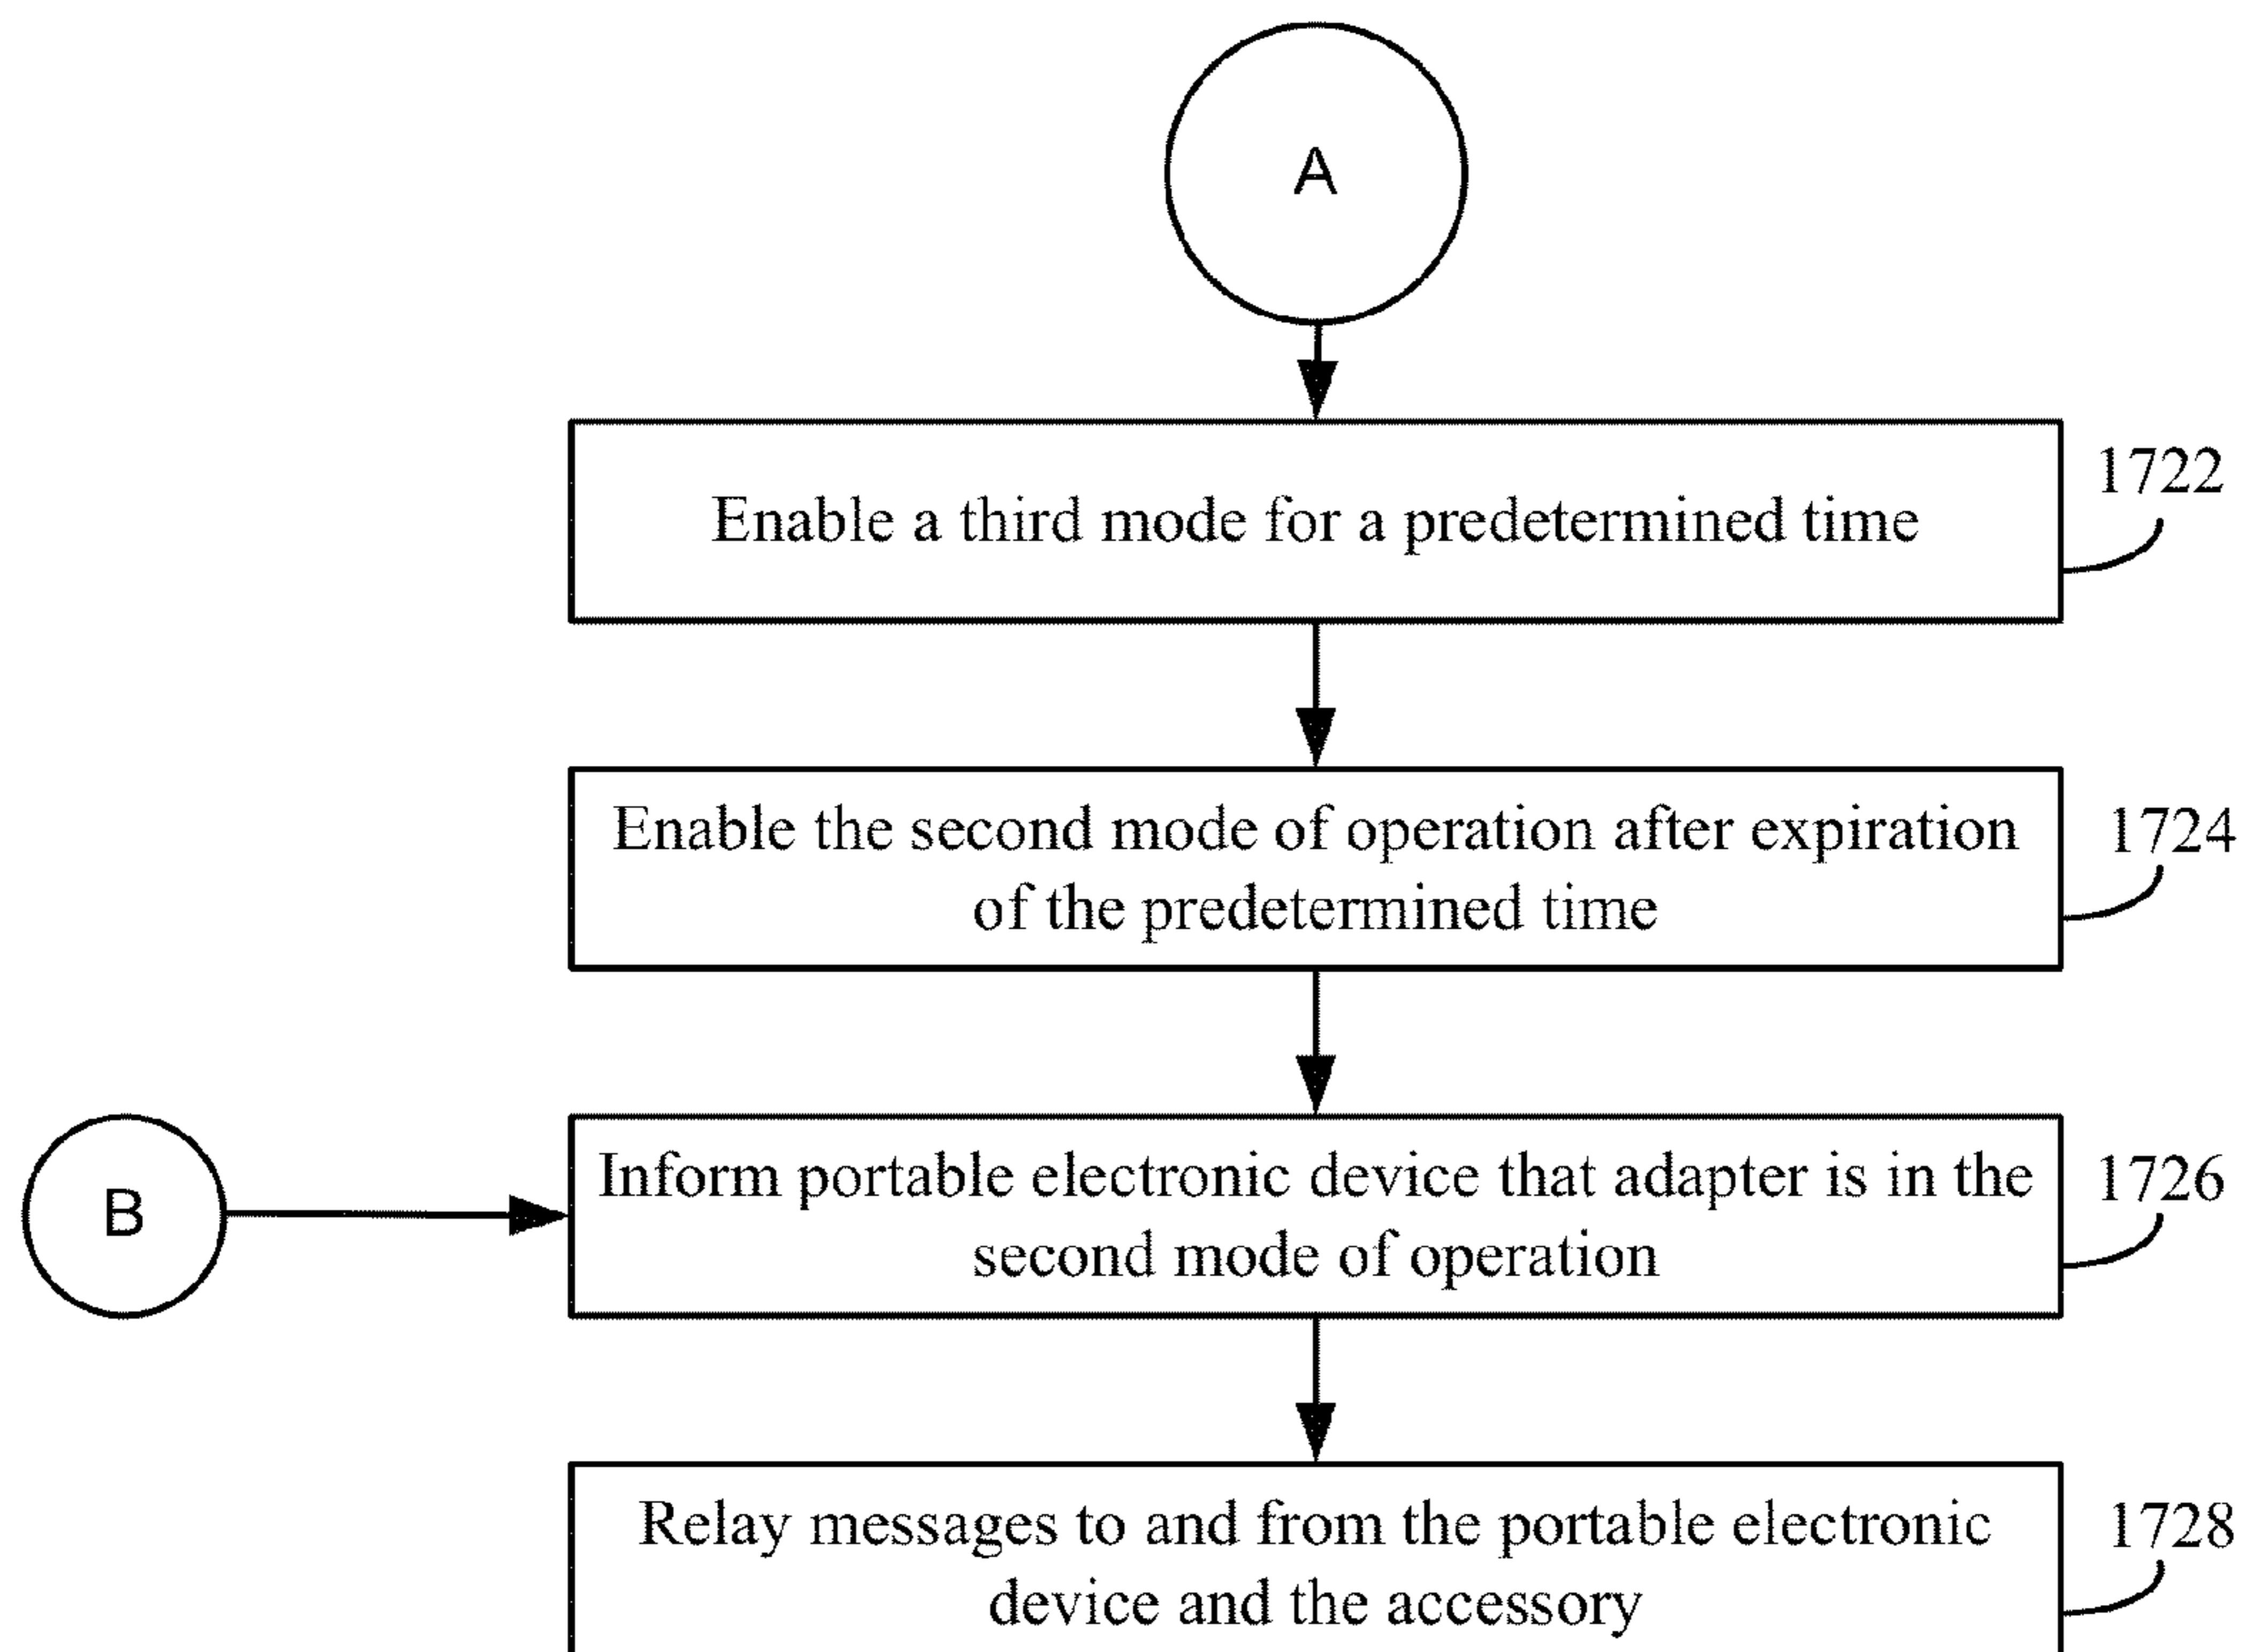 A
Enable a third mode for a predetermined time
1722
Enable the second mode of operation after expiration
of the predetermined time
1724
B
Inform portable electronic device that adapter is in the
second mode of operation
1726
Relay messages to and from the portable electronic
device and the accessory
1728